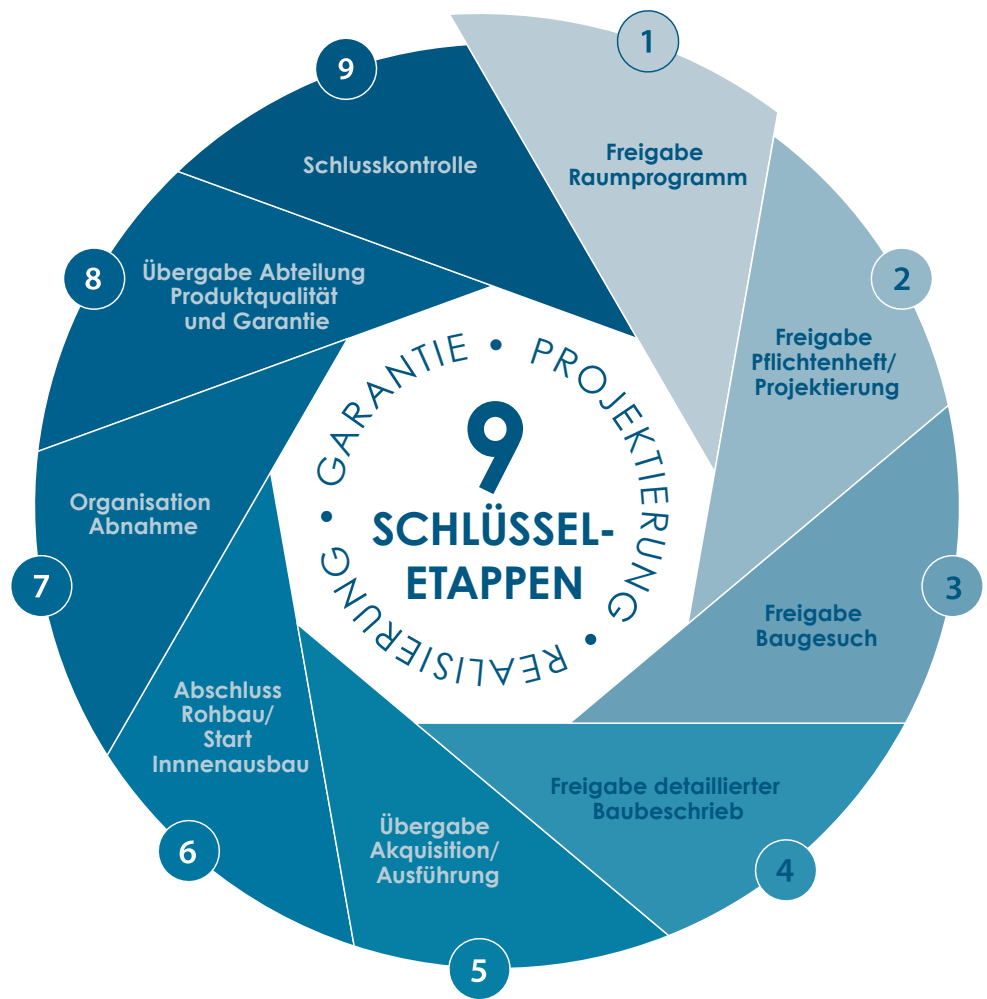 1
Freigabe
Raumprogramm
2
Freigabe
Pflichtenheft/
Projektierung
3
Freigabe
Baugesuch
4
Freigabe detaillierter
Baubeschrieb
5
Übergabe
Akquisition/
Ausführung
6
Abschluss
Rohbau/
Start
Innnenausbau
7
Organisation
Abnahme
8
Übergabe Abteilung
Produktqualität
und Garantie
9
Schlusskontrolle
PROJEKTIERUNG • REALISIERUNG • GARANTIE •
9
SCHLÜSSEL-
ETAPPEN